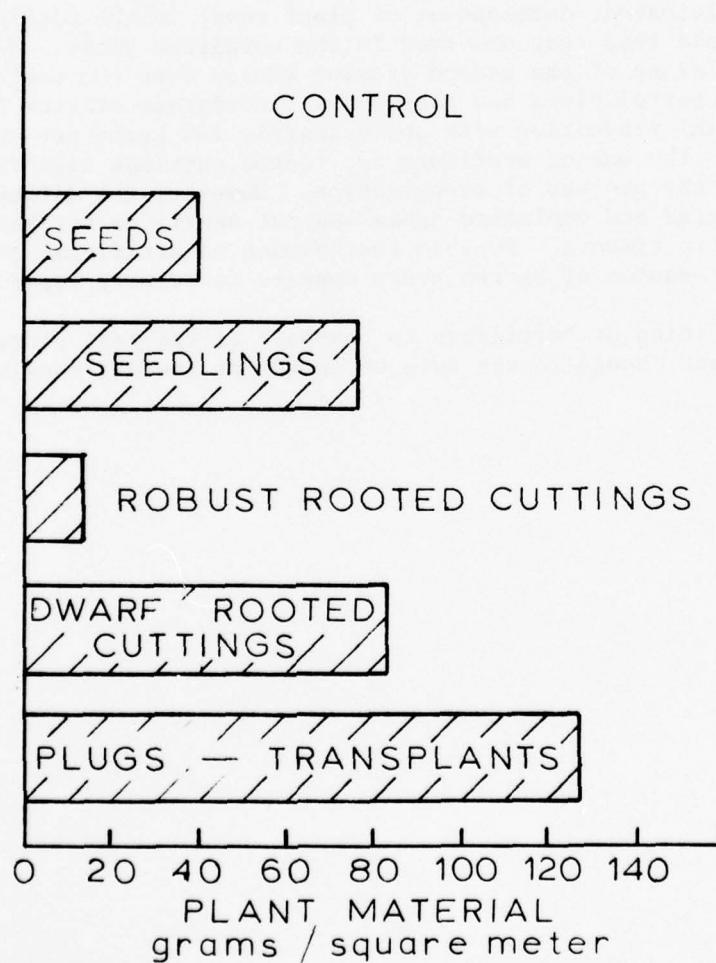 CONTROL
SEEDS
SEEDLINGS
ROBUST ROOTED CUTTINGS
DWARF ROOTED
CUTTINGS
PLUGS — TRANSPLANTS
0 20 40 60 80 100 120 140
PLANT MATERIAL
grams / square meter